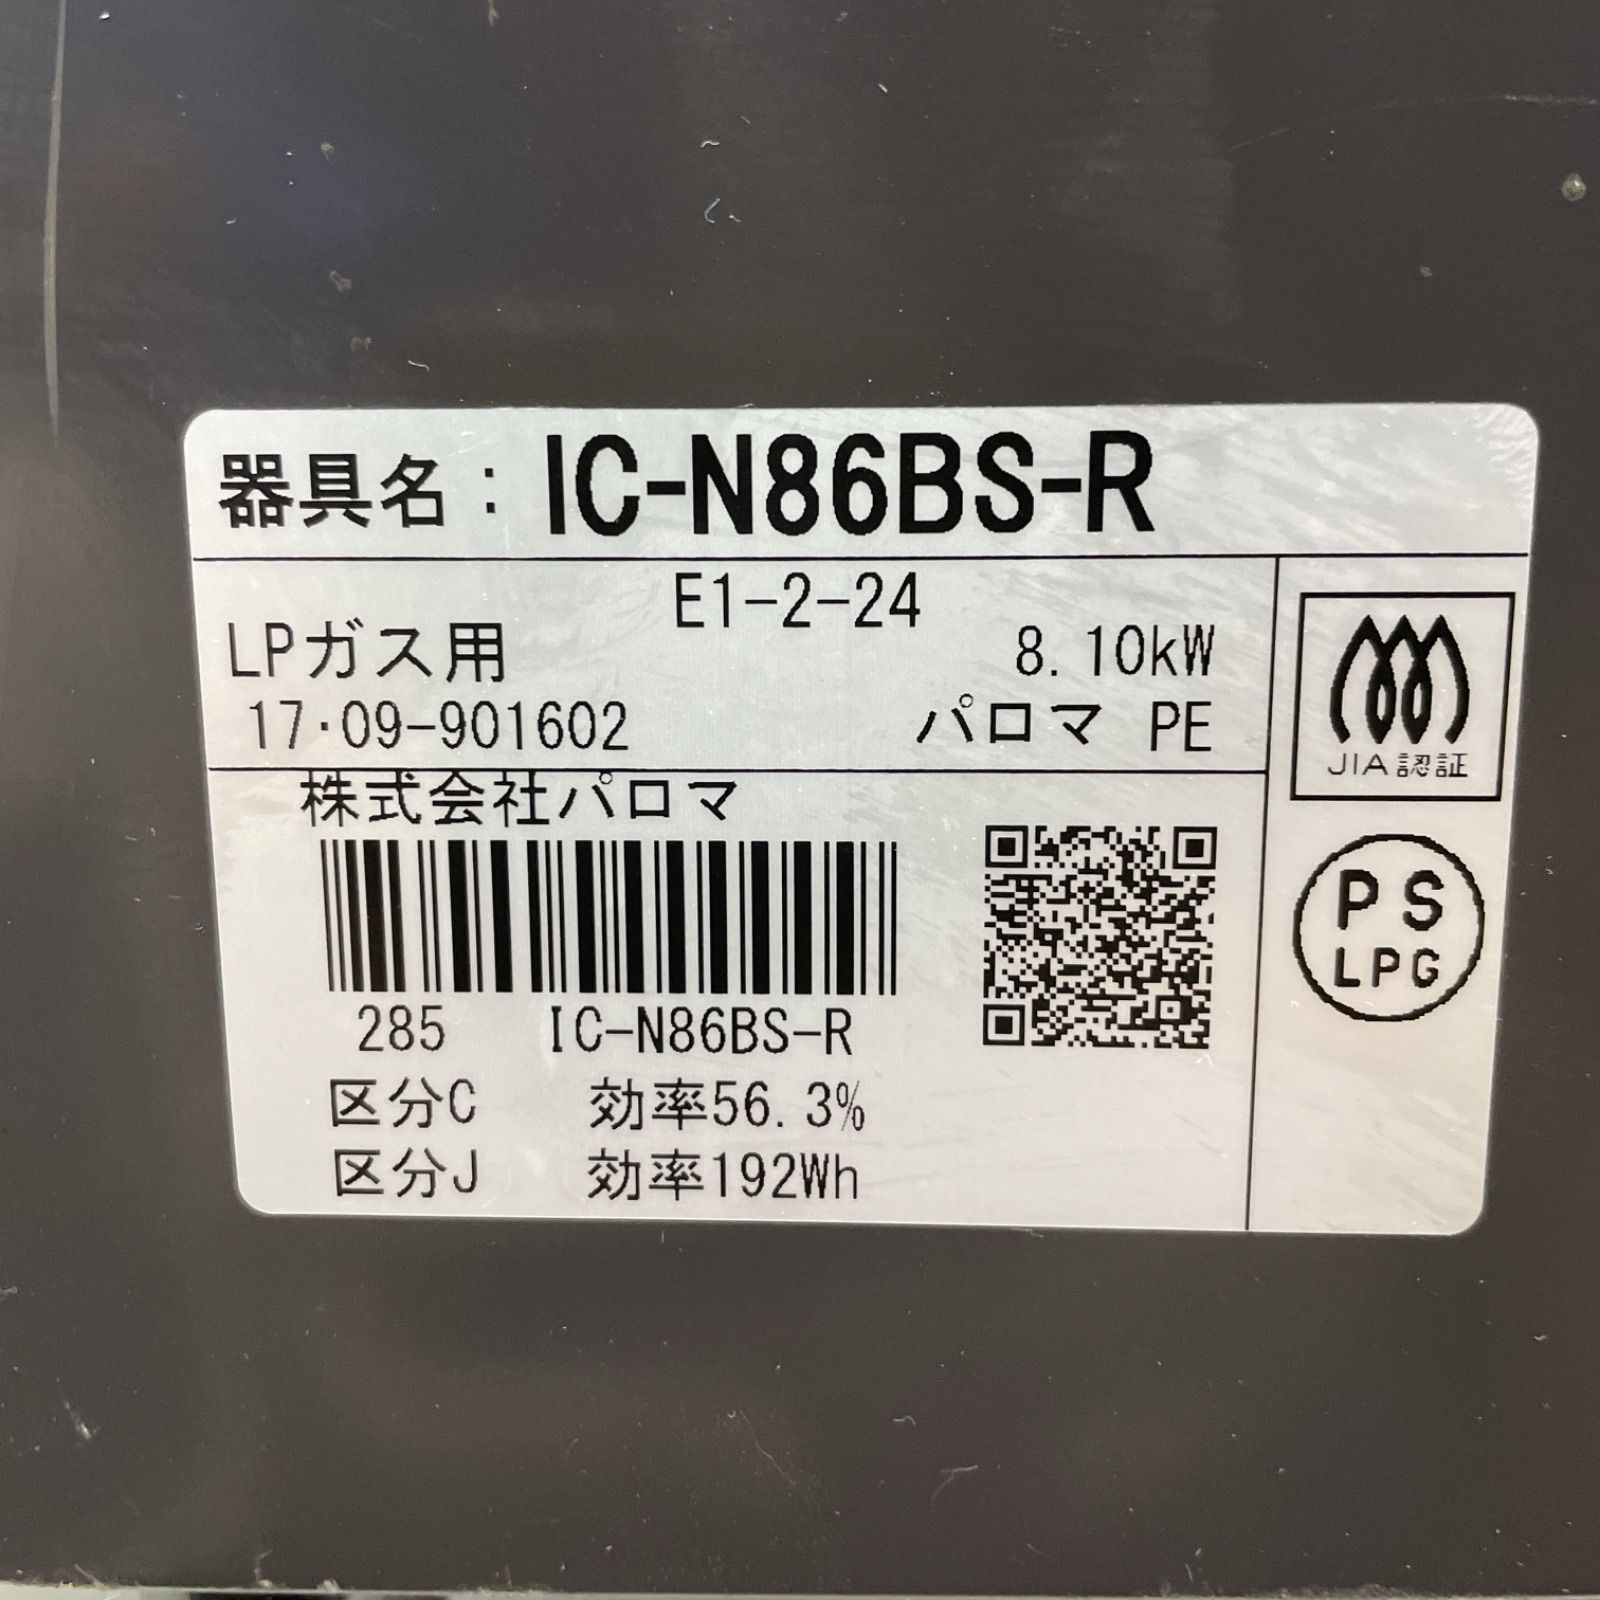 器具名：IC-N86BS-R
E1-2-24
LPガス用 8.10kW
17·09-901602 パロマ PE
JIA認証
株式会社パロマ
PS
LPG
285 IC-N86BS-R
区分C 効率56.3%
区分J 効率192Wh